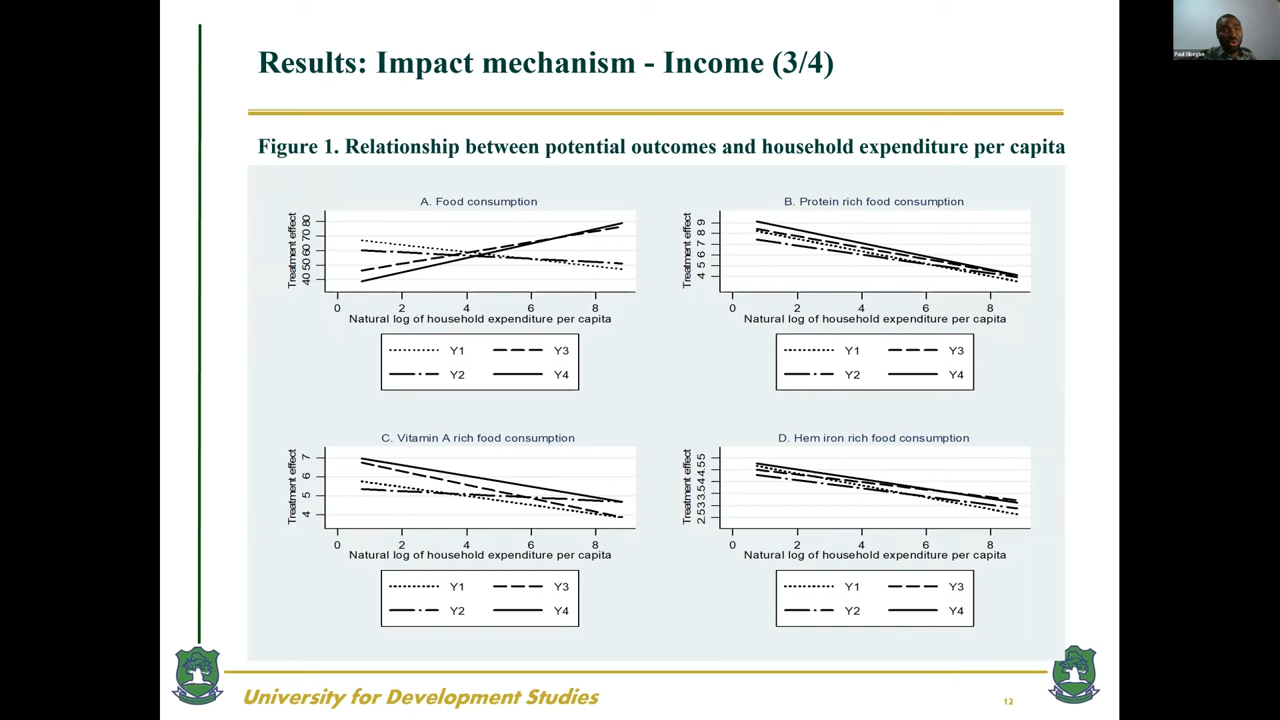 Paul Nkegbe
Results: Impact mechanism - Income (3/4)
Figure 1. Relationship between potential outcomes and household expenditure per capita
A. Food consumption
Treatment effect
40 50 60 70 80
0 2 4 6 8
Natural log of household expenditure per capita
Y1 Y3
Y2 Y4
B. Protein rich food consumption
Treatment effect
4 5 6 7 8 9
0 2 4 6 8
Natural log of household expenditure per capita
Y1 Y3
Y2 Y4
C. Vitamin A rich food consumption
Treatment effect
4 5 6 7
0 2 4 6 8
Natural log of household expenditure per capita
Y1 Y3
Y2 Y4
D. Hem iron rich food consumption
Treatment effect
2.5 3 3.5 4 4.5 5
0 2 4 6 8
Natural log of household expenditure per capita
Y1 Y3
Y2 Y4
University for Development Studies
12